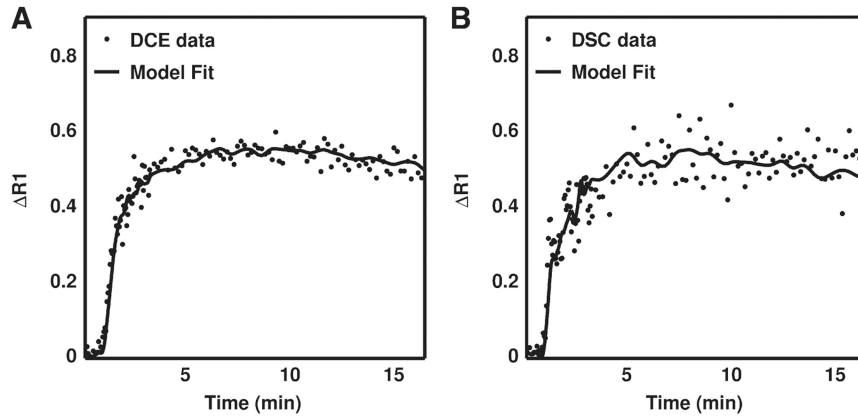 A
DCE data
Model Fit
0.8
0.6
0.4
0.2
0
ΔR1
5
10
15
Time (min)
B
DSC data
Model Fit
0.8
0.6
0.4
0.2
0
ΔR1
5
10
15
Time (min)